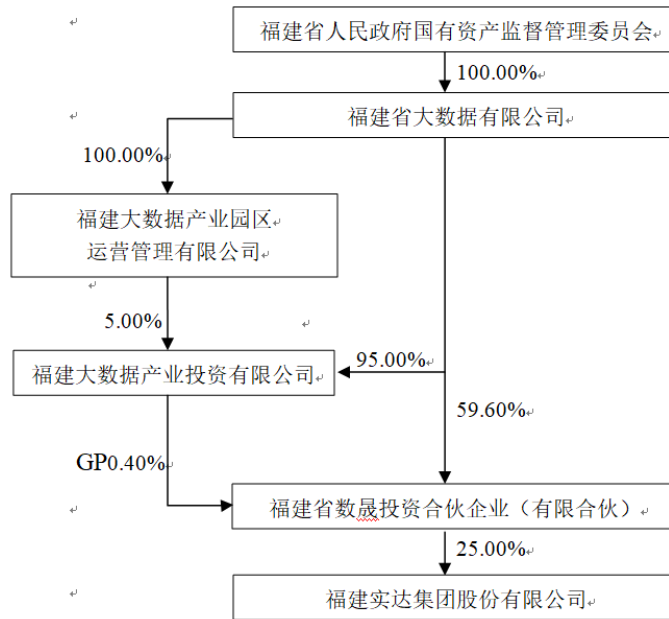 福建省人民政府国有资产监督管理委员会
100.00%
福建省大数据有限公司
100.00%
福建大数据产业园区
运营管理有限公司
5.00%
95.00%
福建大数据产业投资有限公司
59.60%
GP0.40%
福建省数晟投资合伙企业（有限合伙）
25.00%
福建实达集团股份有限公司